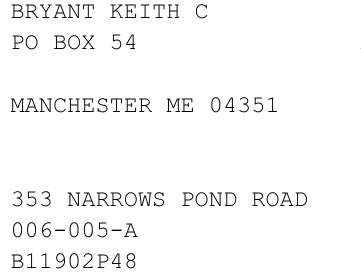 BRYANT KEITH C
PO BOX 54
MANCHESTER ME 04351
353 NARROWS POND ROAD
006-005-A
B11902P48